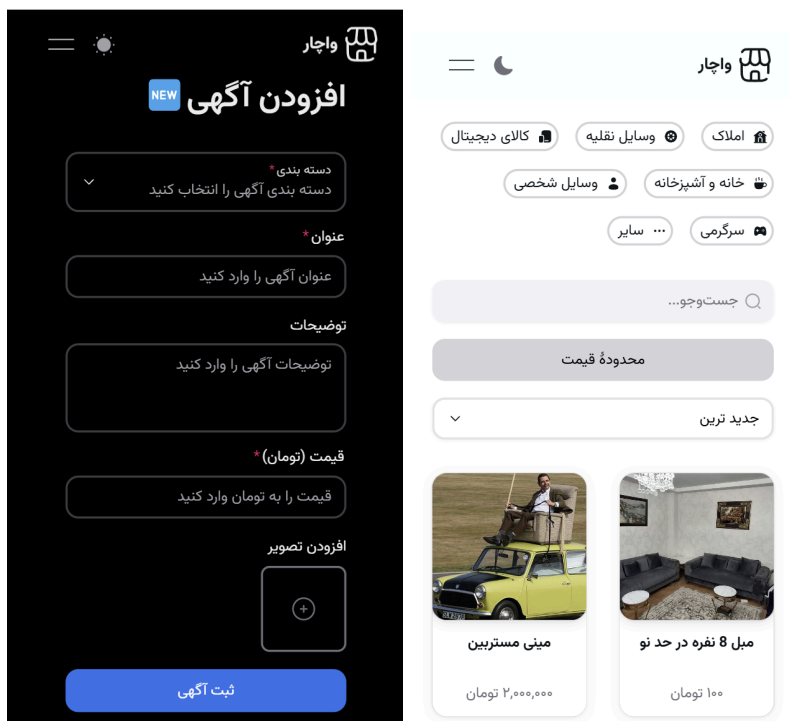 واچار
املاک
وسایل نقلیه
کالای دیجیتال
خانه و آشپزخانه
وسایل شخصی
سرگرمی
سایر
جست‌وجو...
محدودهٔ قیمت
جدید ترین
مبل 8 نفره در حد نو
۱۰۰ تومان
مینی مستربین
۲,۰۰۰,۰۰۰ تومان
واچار
افزودن آگهی NEW
دسته بندی*
دسته بندی آگهی را انتخاب کنید
عنوان*
عنوان آگهی را وارد کنید
توضیحات
توضیحات آگهی را وارد کنید
قیمت (تومان)*
قیمت را به تومان وارد کنید
افزودن تصویر
ثبت آگهی